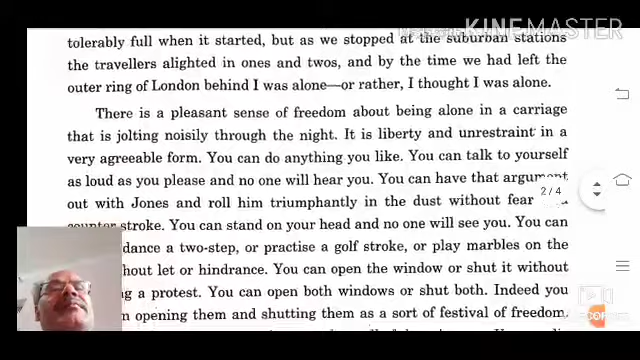 Made with KINEMASTER
tolerably full when it started, but as we stopped at the suburban stations
the travellers alighted in ones and twos, and by the time we had left the
outer ring of London behind I was alone—or rather, I thought I was alone.
There is a pleasant sense of freedom about being alone in a carriage
that is jolting noisily through the night. It is liberty and unrestraint in a
very agreeable form. You can do anything you like. You can talk to yourself
as loud as you please and no one will hear you. You can have that argument
2/4
out with Jones and roll him triumphantly in the dust without fear
counter stroke. You can stand on your head and no one will see you. You can
dance a two-step, or practise a golf stroke, or play marbles on the
hout let or hindrance. You can open the window or shut it without
g a protest. You can open both windows or shut both. Indeed you
n opening them and shutting them as a sort of festival of freedom.